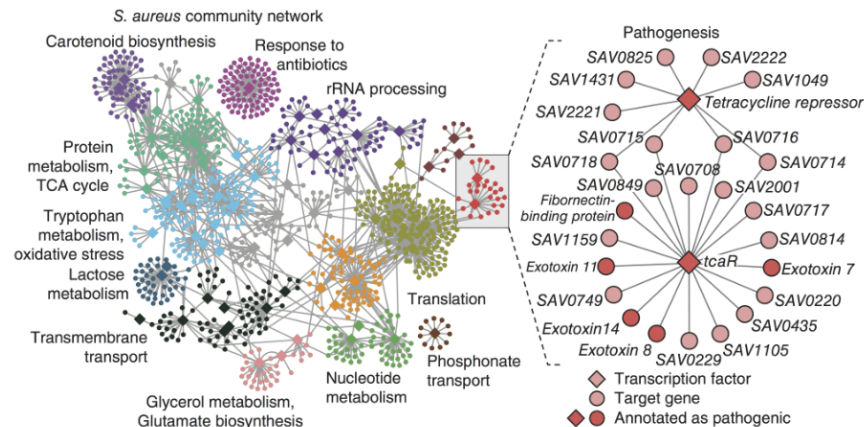 S. aureus community network
Carotenoid biosynthesis
Response to
antibiotics
rRNA processing
Protein
metabolism,
TCA cycle
Tryptophan
metabolism,
oxidative stress
Lactose
metabolism
Transmembrane
transport
Glycerol metabolism,
Glutamate biosynthesis
Nucleotide
metabolism
Translation
Phosphonate
transport
Pathogenesis
SAV0825
SAV2222
SAV1431
SAV1049
SAV2221
Tetracycline repressor
SAV0715
SAV0716
SAV0718
SAV0708
SAV0714
SAV0849
SAV2001
Fibornectin-
binding protein
SAV0717
SAV1159
SAV0814
Exotoxin 11
tcaR
Exotoxin 7
SAV0749
SAV0220
Exotoxin14
SAV0435
Exotoxin 8
SAV0229
SAV1105
Transcription factor
Target gene
Annotated as pathogenic